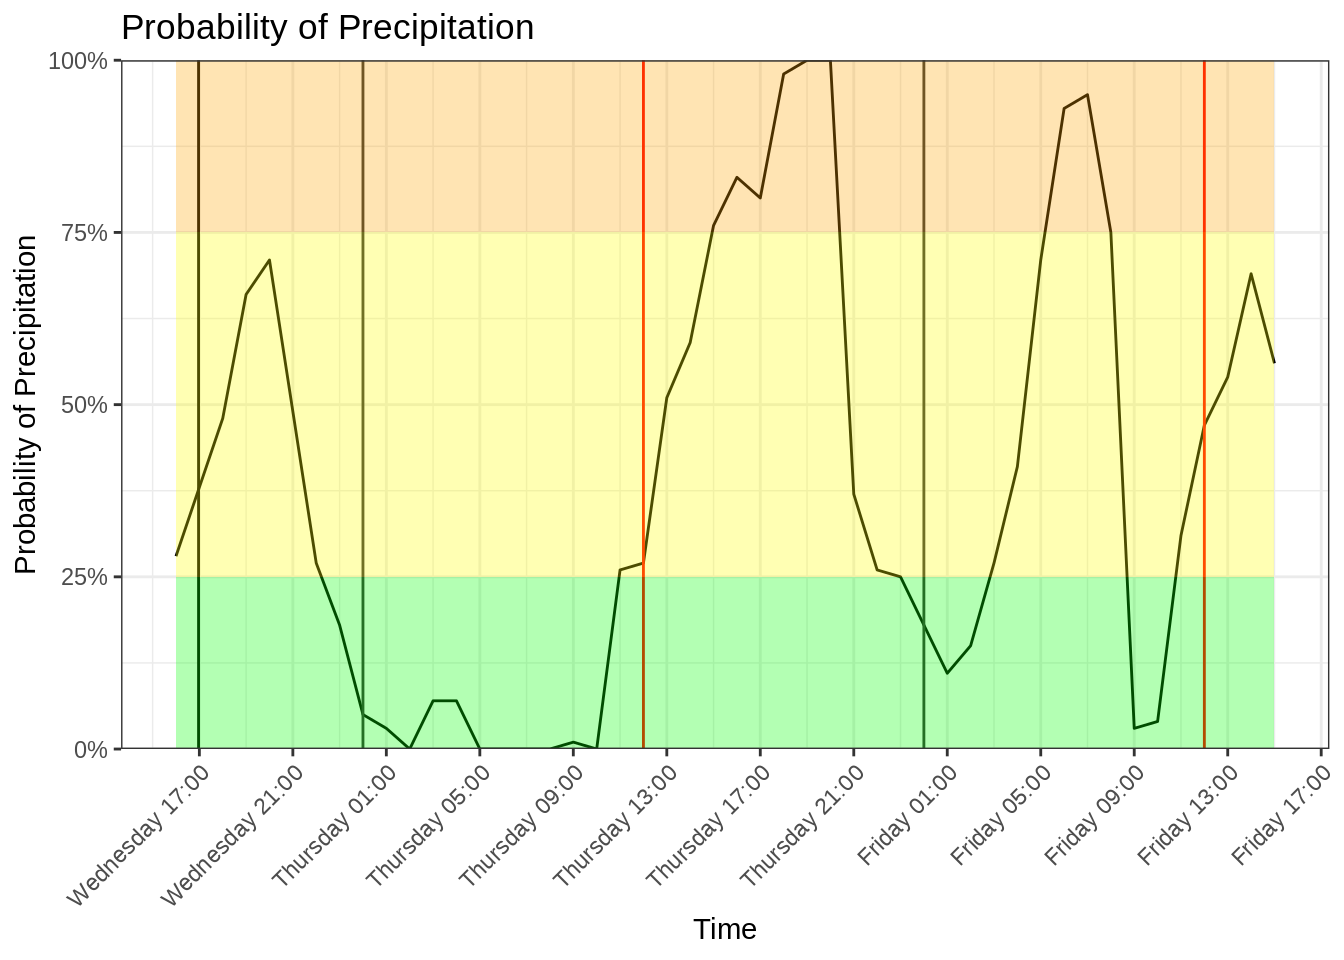 Probability of Precipitation
Probability of Precipitation
100%
75%
50%
25%
0%
Wednesday 17:00
Wednesday 21:00
Thursday 01:00
Thursday 05:00
Thursday 09:00
Thursday 13:00
Thursday 17:00
Thursday 21:00
Friday 01:00
Friday 05:00
Friday 09:00
Friday 13:00
Friday 17:00
Time